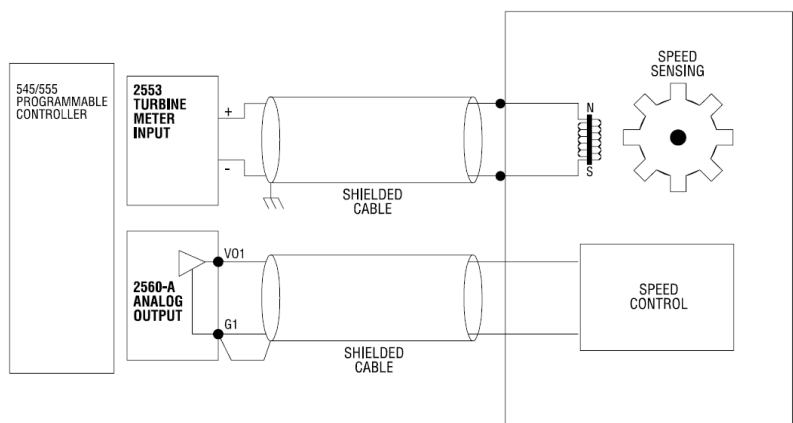 545/555
PROGRAMMABLE
CONTROLLER
2553
TURBINE
METER
INPUT
+
-
SHIELDED
CABLE
N
S
SPEED
SENSING
2560-A
ANALOG
OUTPUT
VO1
G1
SHIELDED
CABLE
SPEED
CONTROL